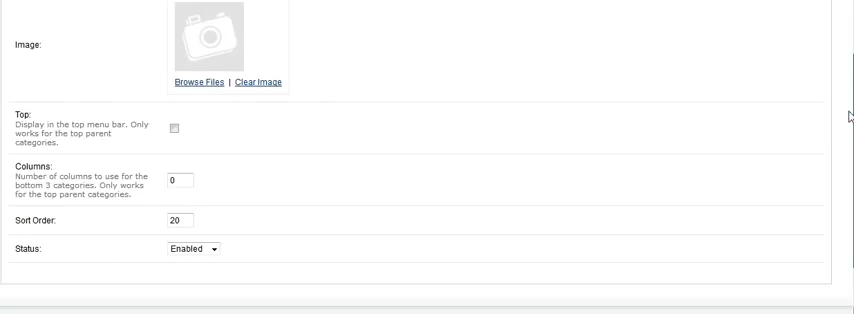 Image:
Browse Files | Clear Image
Top:
Display in the top menu bar. Only
works for the top parent
categories.
Columns:
Number of columns to use for the
bottom 3 categories. Only works
for the top parent categories.
0
Sort Order:
20
Status:
Enabled